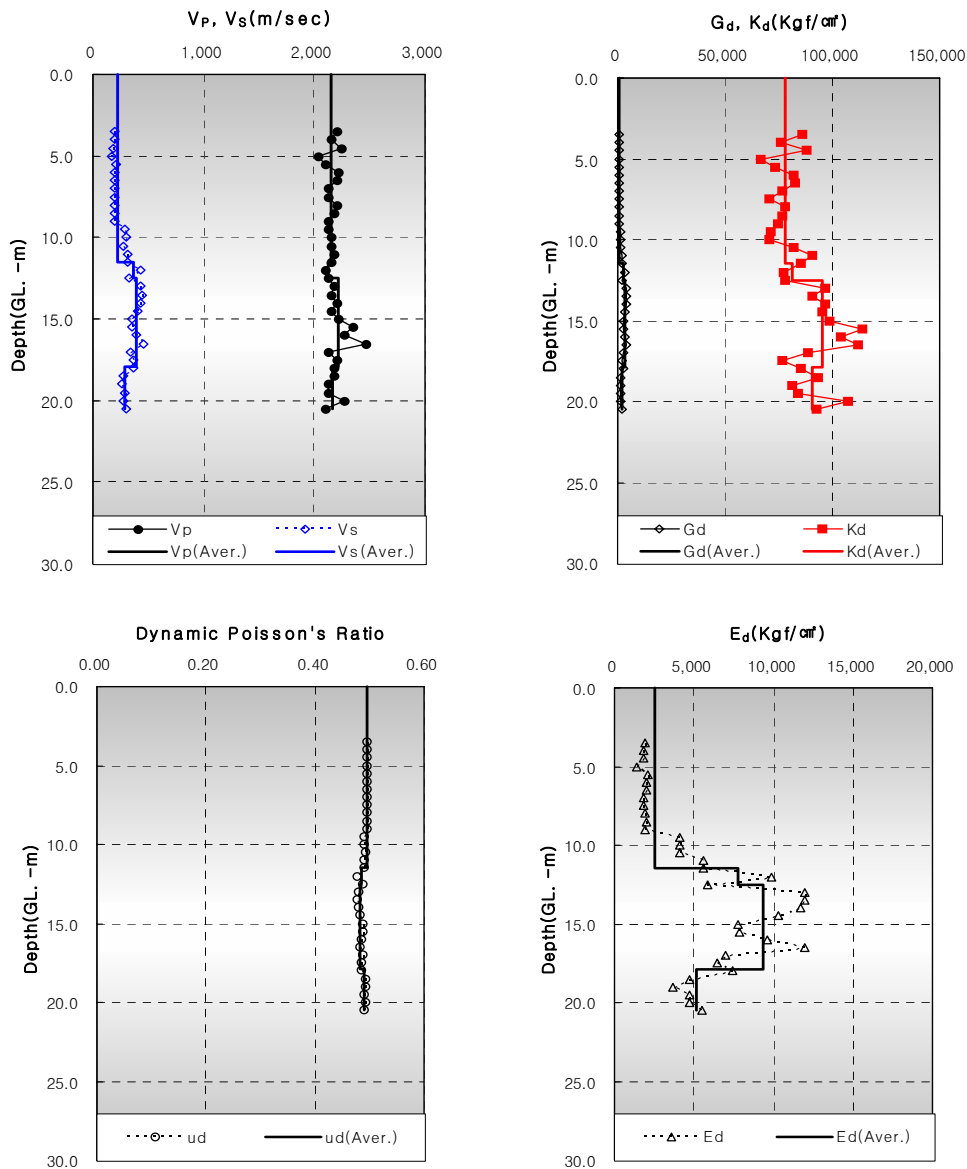 VP, VS(m/sec)
0 1,000 2,000 3,000
0.0
5.0
10.0
15.0
20.0
25.0
30.0
Depth(GL. -m)
Vp Vs
Vp(Aver.) Vs(Aver.)
Gd, Kd(Kgf/㎠)
0 50,000 100,000 150,000
0.0
5.0
10.0
15.0
20.0
25.0
30.0
Depth(GL. -m)
Gd Kd
Gd(Aver.) Kd(Aver.)
Dynamic Poisson's Ratio
0.00 0.20 0.40 0.60
0.0
5.0
10.0
15.0
20.0
25.0
30.0
Depth(GL. -m)
ud ud(Aver.)
Ed(Kgf/㎠)
0 5,000 10,000 15,000 20,000
0.0
5.0
10.0
15.0
20.0
25.0
30.0
Depth(GL. -m)
Ed Ed(Aver.)